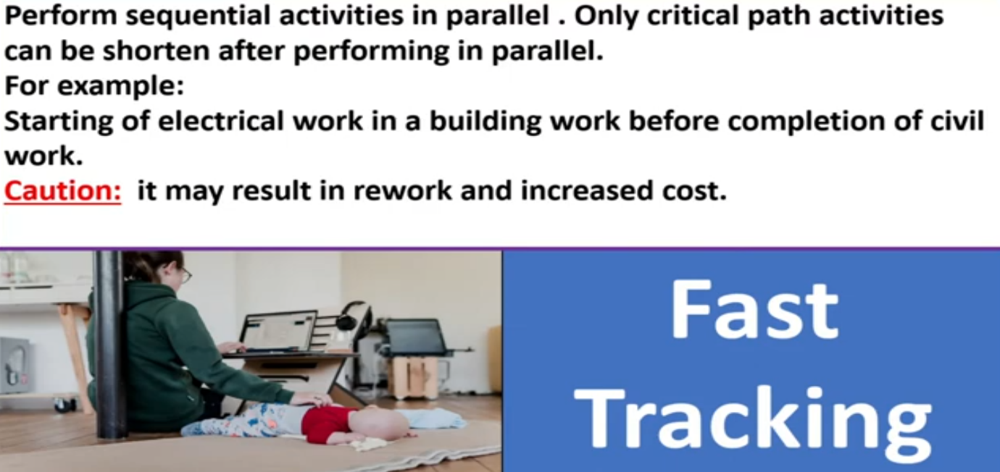 Perform sequential activities in parallel . Only critical path activities
can be shorten after performing in parallel.
For example:
Starting of electrical work in a building work before completion of civil
work.
Caution: it may result in rework and increased cost.
Fast
Tracking